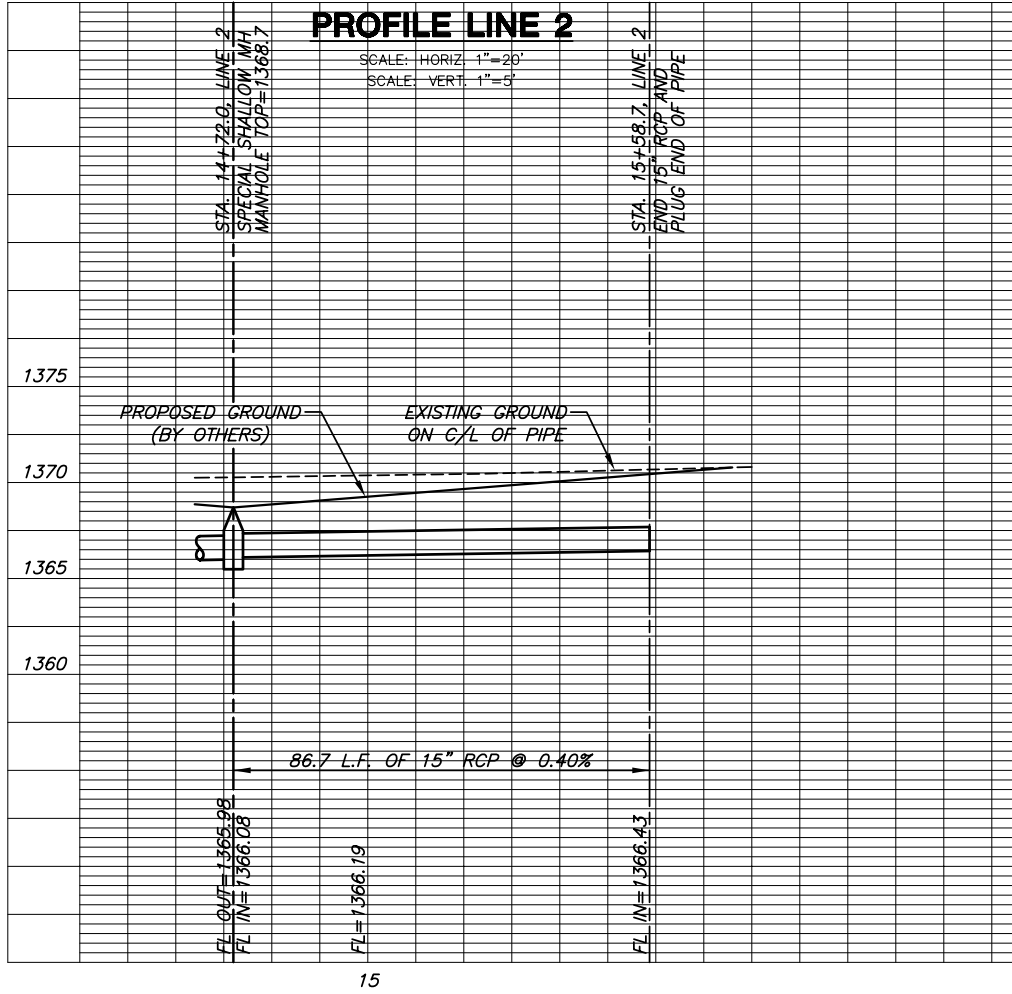 PROFILE LINE 2
SCALE: HORIZ. 1"=20'
SCALE: VERT. 1"=5'
STA. 14+72.0, LINE 2
SPECIAL SHALLOW MH
MANHOLE TOP=1368.7
STA. 15+58.7, LINE 2
END 15" RCP AND
PLUG END OF PIPE
1375
PROPOSED GROUND
(BY OTHERS)
EXISTING GROUND
ON C/L OF PIPE
1370
1365
1360
86.7 L.F. OF 15" RCP @ 0.40%
FL OUT=1365.98
FL IN=1366.08
FL=1366.19
FL IN=1366.43
15